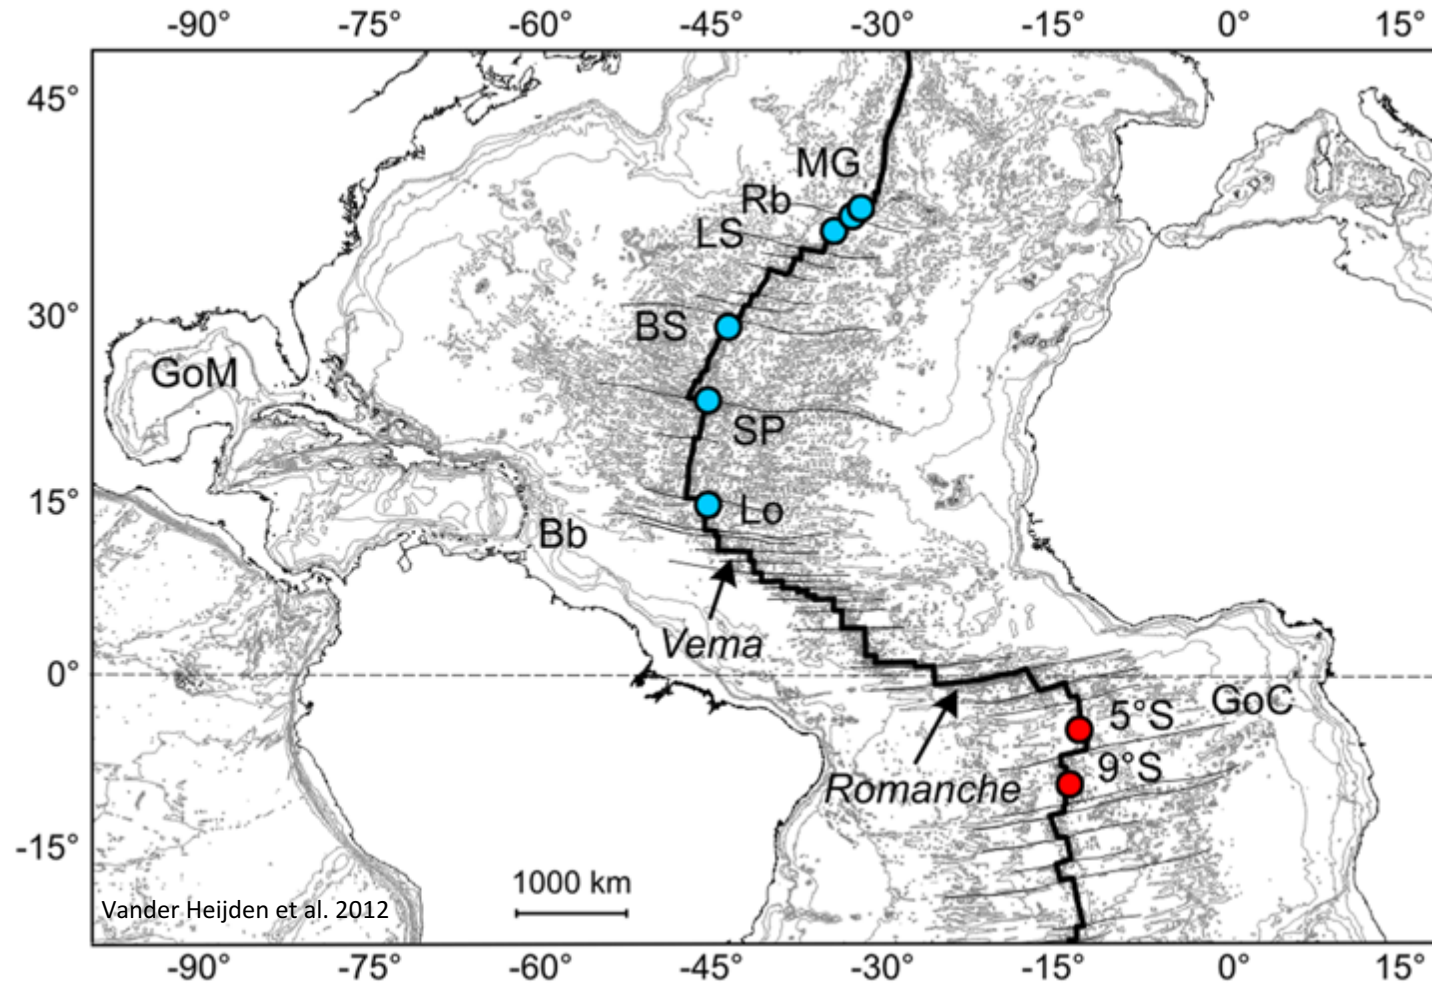 -90° -75° -60° -45° -30° -15° 0° 15°
45°
MG
Rb
LS
30°
BS
GoM
SP
15°
Lo
Bb
Vema
0°
GoC
5°S
9°S
Romanche
-15°
1000 km
Vander Heijden et al. 2012
-90° -75° -60° -45° -30° -15° 0° 15°